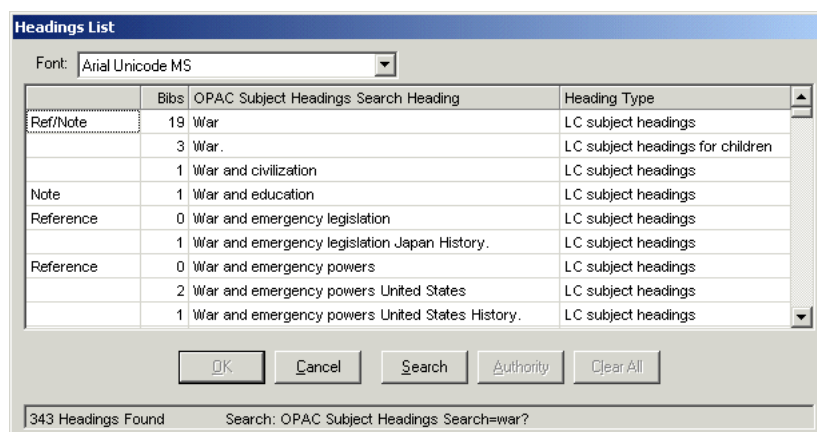 Headings List
Font: Arial Unicode MS
Bibs OPAC Subject Headings Search Heading Heading Type
Ref/Note 19 War LC subject headings
3 War. LC subject headings for children
1 War and civilization LC subject headings
Note 1 War and education LC subject headings
Reference 0 War and emergency legislation LC subject headings
1 War and emergency legislation Japan History. LC subject headings
Reference 0 War and emergency powers LC subject headings
2 War and emergency powers United States LC subject headings
1 War and emergency powers United States History. LC subject headings
OK Cancel Search Authority Clear All
343 Headings Found Search: OPAC Subject Headings Search=war?